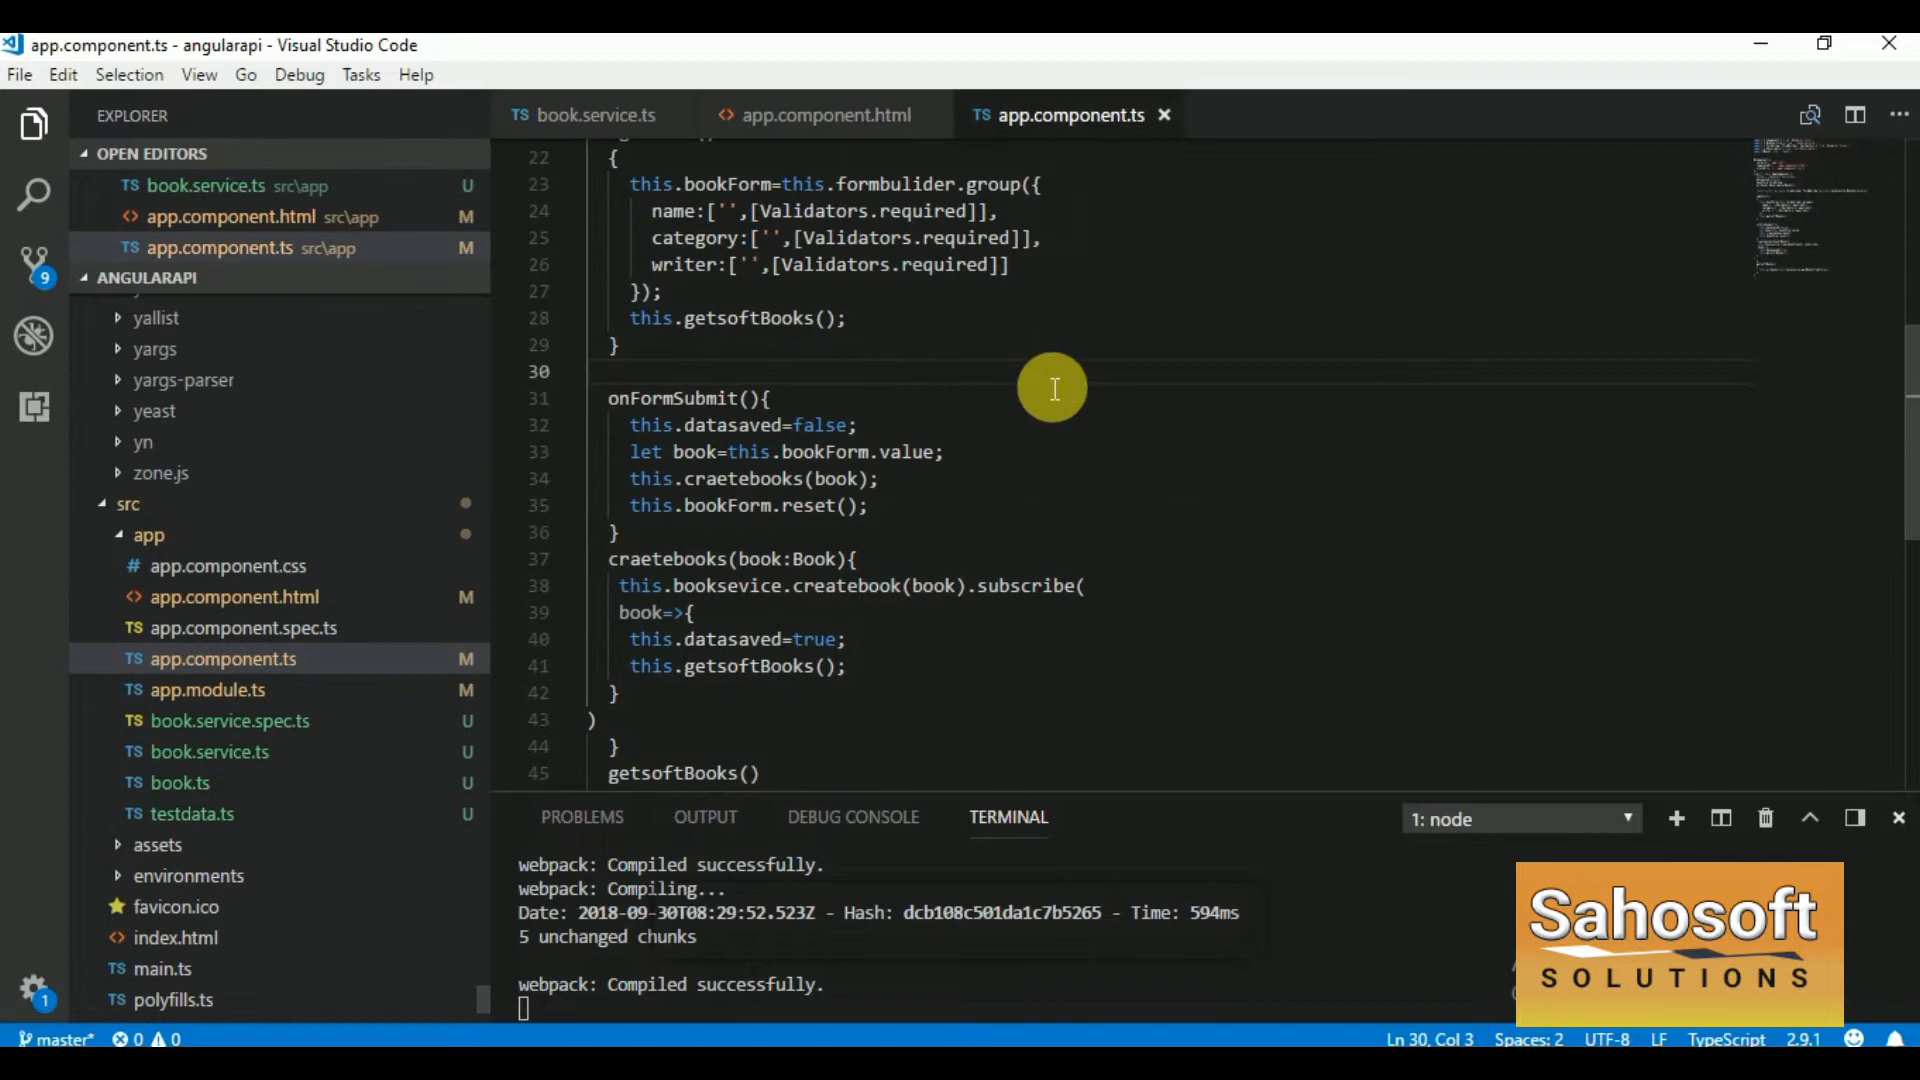 app.component.ts - angularapi - Visual Studio Code
File Edit Selection View Go Debug Tasks Help
EXPLORER
OPEN EDITORS
TS book.service.ts src\app U
<> app.component.html src\app M
TS app.component.ts src\app M
9
ANGULARAPI
yallist
yargs
yargs-parser
yeast
yn
zone.js
src
app
# app.component.css
<> app.component.html M
TS app.component.spec.ts
TS app.component.ts M
TS app.module.ts M
TS book.service.spec.ts U
TS book.service.ts U
TS book.ts U
TS testdata.ts U
assets
environments
favicon.ico
<> index.html
TS main.ts
TS polyfills.ts
1
TS book.service.ts <> app.component.html TS app.component.ts
22 {
23 this.bookForm=this.formbulider.group({
24 name:['',[Validators.required]],
25 category:['',[Validators.required]],
26 writer:['',[Validators.required]]
27 });
28 this.getsoftBooks();
29 }
30
31 onFormSubmit(){
32 this.datasaved=false;
33 let book=this.bookForm.value;
34 this.craetebooks(book);
35 this.bookForm.reset();
36 }
37 craetebooks(book:Book){
38 this.booksevice.createbook(book).subscribe(
39 book=>{
40 this.datasaved=true;
41 this.getsoftBooks();
42 }
43 )
44 }
45 getsoftBooks()
PROBLEMS OUTPUT DEBUG CONSOLE TERMINAL 1: node
webpack: Compiled successfully.
webpack: Compiling...
Date: 2018-09-30T08:29:52.523Z - Hash: dcb108c501da1c7b5265 - Time: 594ms
5 unchanged chunks
webpack: Compiled successfully.
Sahosoft
SOLUTIONS
master* 0 0 Ln 30, Col 3 Spaces: 2 UTF-8 LF TypeScript 2.9.1